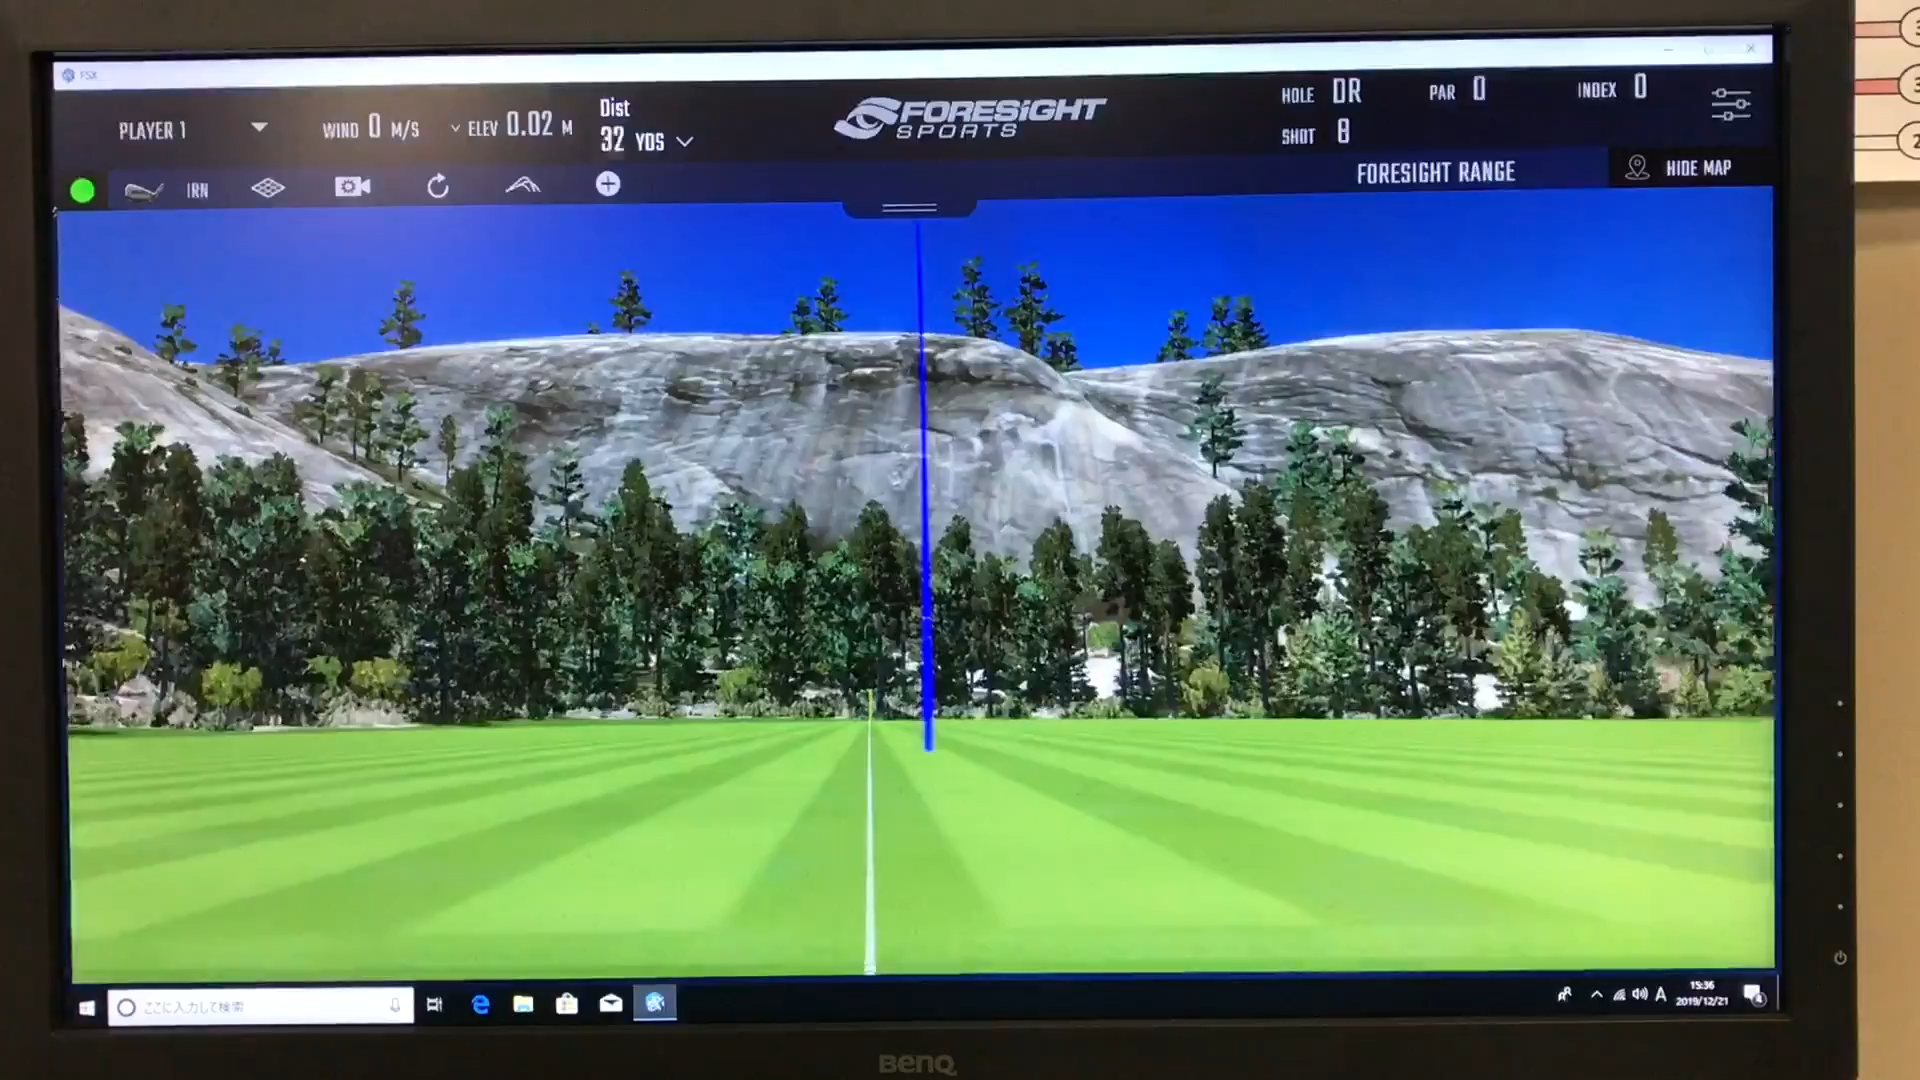 FSX
PLAYER 1
WIND 0 M/S
ELEV 0.02 M
Dist
32 YDS
FORESIGHT
SPORTS
HOLE DR
PAR 0
INDEX 0
SHOT 8
IRN
FORESIGHT RANGE
HIDE MAP
ここに入力して検索
A
15:36
2019/12/21
4
BenQ